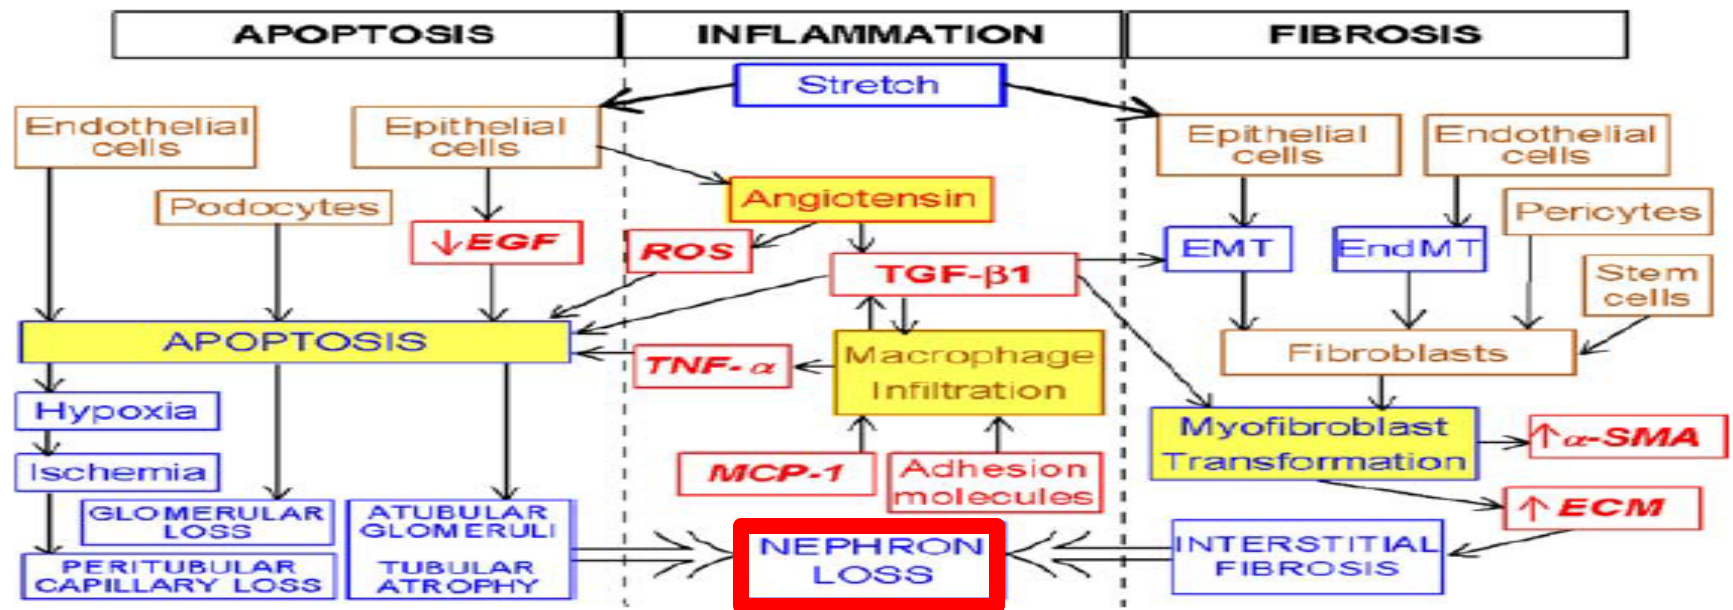 APOPTOSIS
INFLAMMATION
FIBROSIS
Stretch
Endothelial
cells
Epithelial
cells
Epithelial
cells
Endothelial
cells
Podocytes
Angiotensin
Pericytes
↓EGF
ROS
TGF-β1
EMT
EndMT
Stem
cells
APOPTOSIS
TNF-α
Macrophage
Infiltration
Fibroblasts
Hypoxia
Myofibroblast
Transformation
↑α-SMA
Ischemia
MCP-1
Adhesion
molecules
↑ECM
GLOMERULAR
LOSS
ATUBULAR
GLOMERULI
TUBULAR
ATROPHY
PERITUBULAR
CAPILLARY LOSS
NEPHRON
LOSS
INTERSTITIAL
FIBROSIS